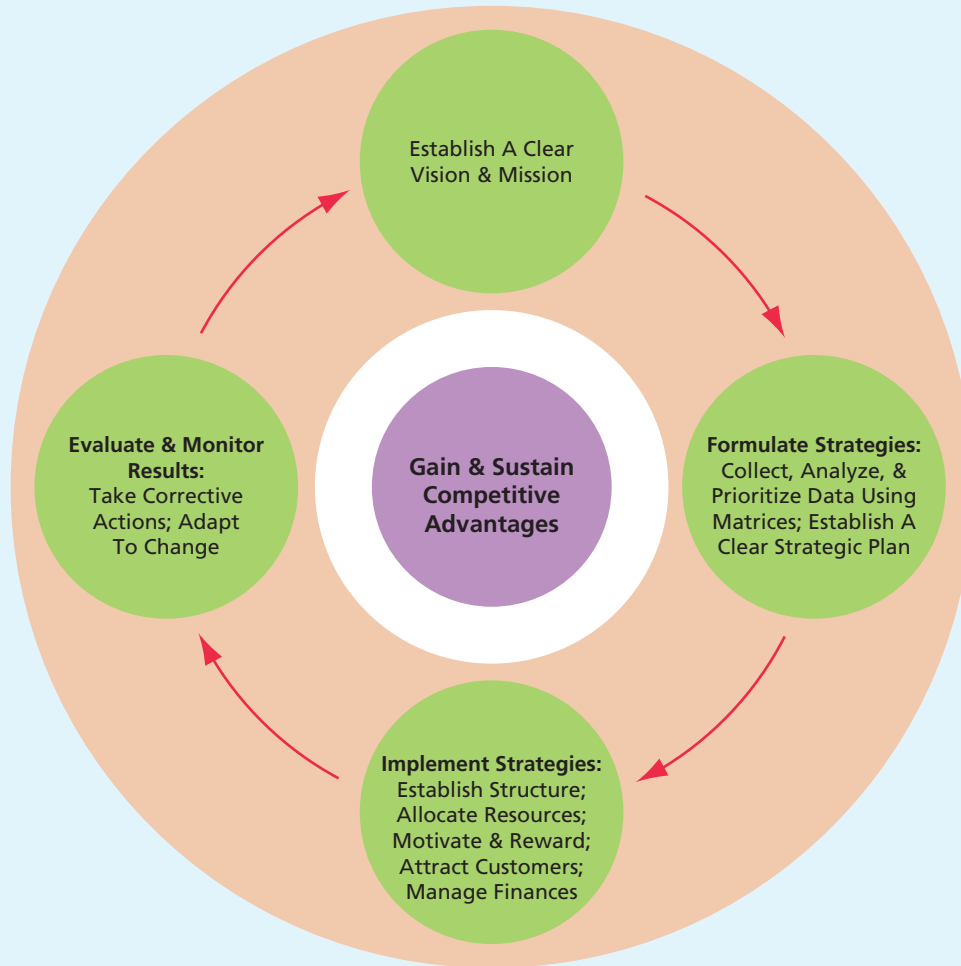 Establish A Clear
Vision & Mission
Formulate Strategies:
Collect, Analyze, &
Prioritize Data Using
Matrices; Establish A
Clear Strategic Plan
Implement Strategies:
Establish Structure;
Allocate Resources;
Motivate & Reward;
Attract Customers;
Manage Finances
Evaluate & Monitor
Results:
Take Corrective
Actions; Adapt
To Change
Gain & Sustain
Competitive
Advantages